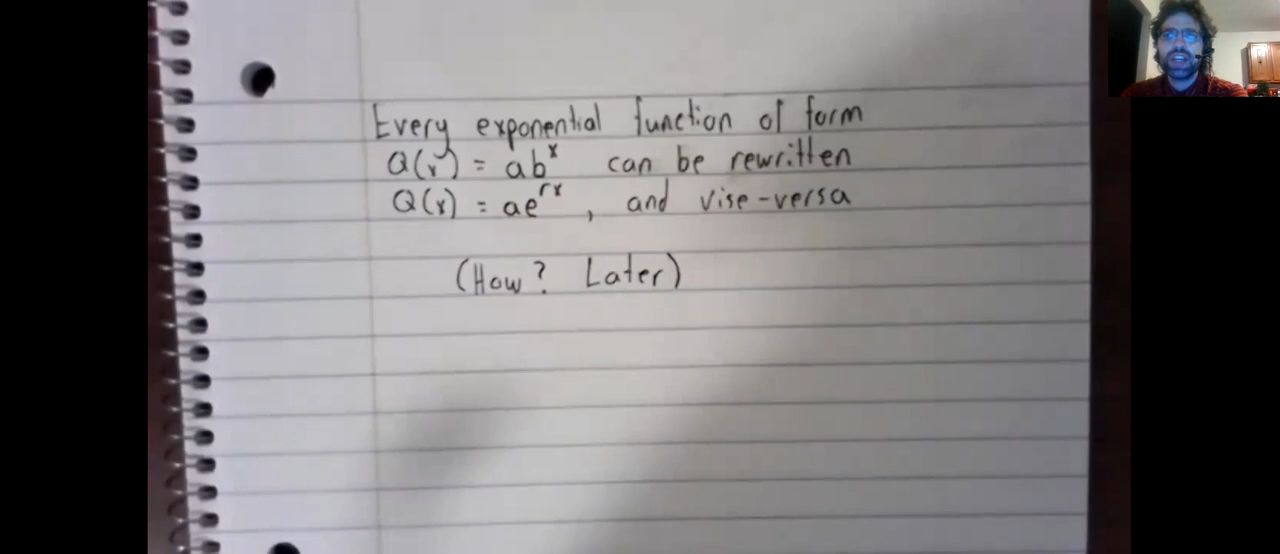 Every exponential function of form
Q(x) = ab^x can be rewritten
Q(x) = ae^rx , and vise-versa
(How? Later)